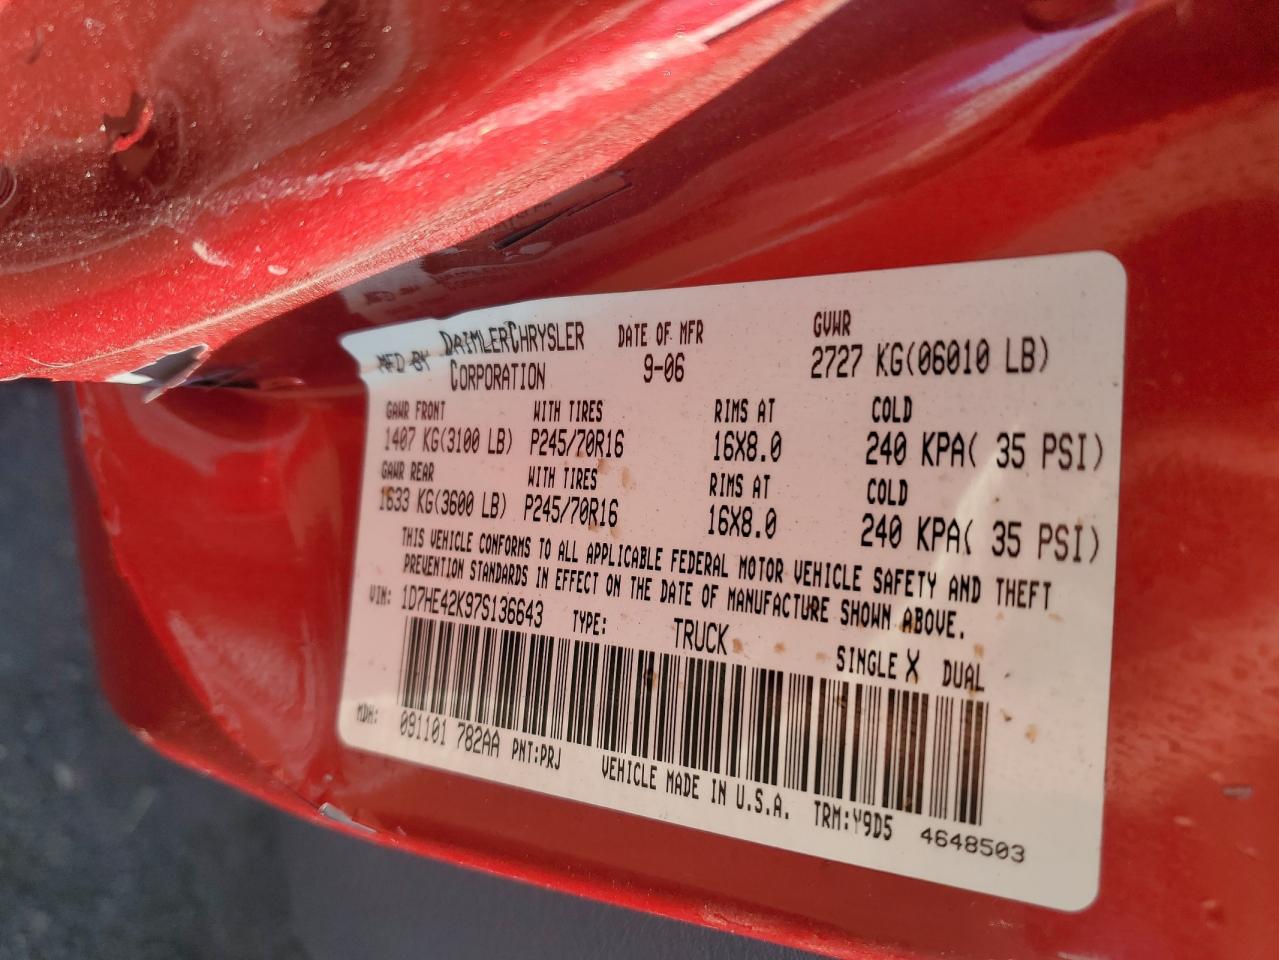 MFD BY DAIMLERCHRYSLER CORPORATION DATE OF MFR 9-06 GVWR 2727 KG(06010 LB)
GAWR FRONT WITH TIRES RIMS AT COLD
1407 KG(3100 LB) P245/70R16 16X8.0 240 KPA( 35 PSI)
GAWR REAR WITH TIRES RIMS AT COLD
1633 KG(3600 LB) P245/70R16 16X8.0 240 KPA( 35 PSI)
THIS VEHICLE CONFORMS TO ALL APPLICABLE FEDERAL MOTOR VEHICLE SAFETY AND THEFT
PREVENTION STANDARDS IN EFFECT ON THE DATE OF MANUFACTURE SHOWN ABOVE.
VIN: 1D7HE42K97S136643 TYPE: TRUCK SINGLE X DUAL
MDH: 091101 782AA PNT:PRJ VEHICLE MADE IN U.S.A. TRM:Y9D5 4648503